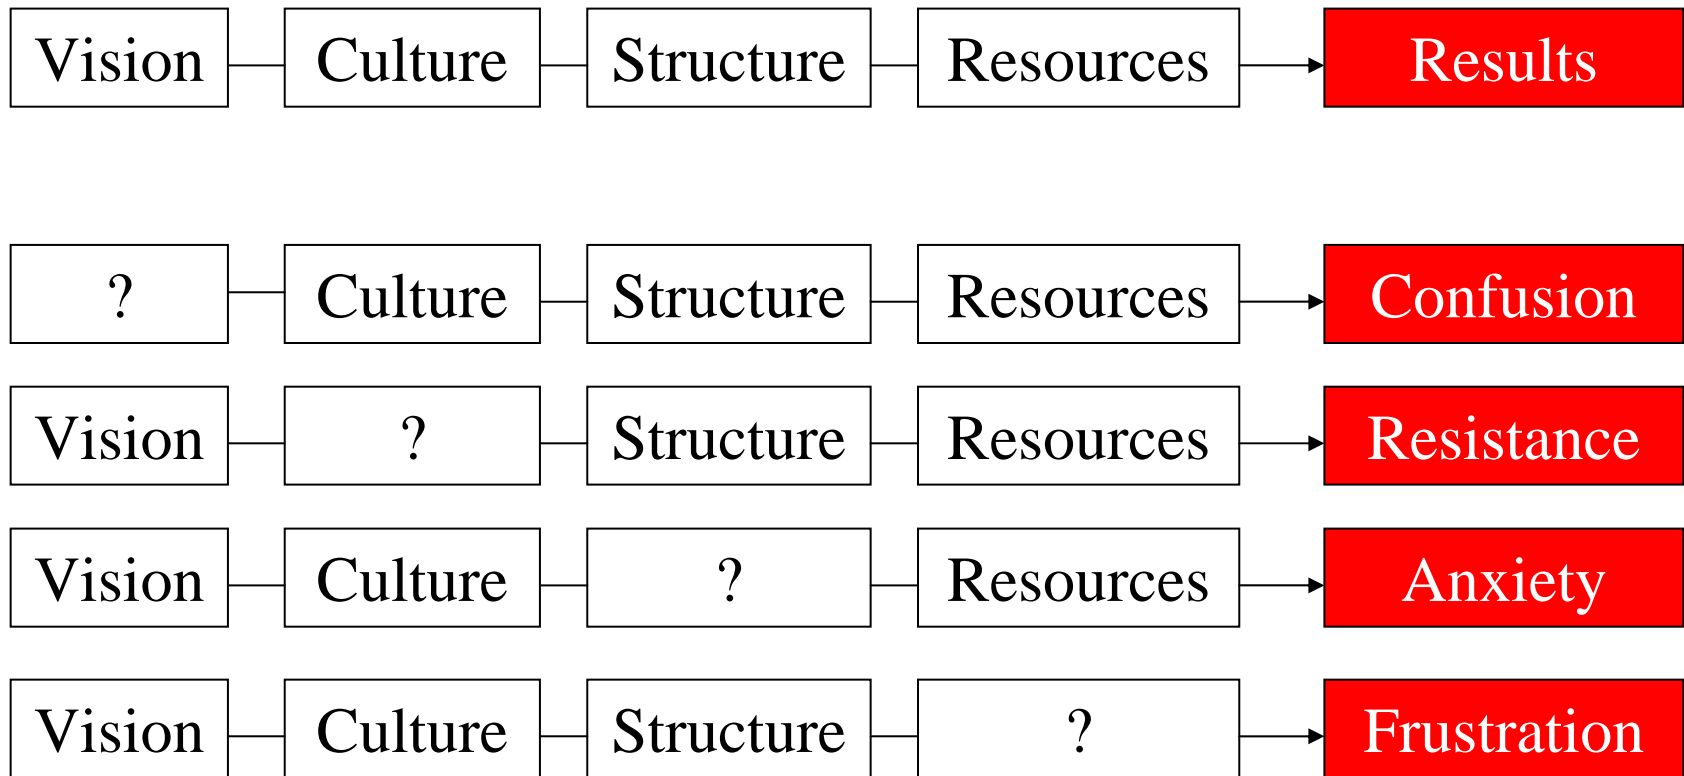 Vision Culture Structure Resources Results
? Culture Structure Resources Confusion
Vision ? Structure Resources Resistance
Vision Culture ? Resources Anxiety
Vision Culture Structure ? Frustration